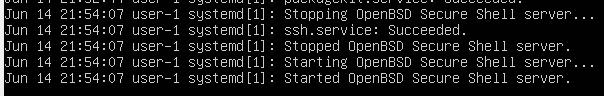 packagekit.service: Succeeded.
Jun 14 21:54:07 user-1 systemd[1]: Stopping OpenBSD Secure Shell server...
Jun 14 21:54:07 user-1 systemd[1]: ssh.service: Succeeded.
Jun 14 21:54:07 user-1 systemd[1]: Stopped OpenBSD Secure Shell server.
Jun 14 21:54:07 user-1 systemd[1]: Starting OpenBSD Secure Shell server...
Jun 14 21:54:07 user-1 systemd[1]: Started OpenBSD Secure Shell server.